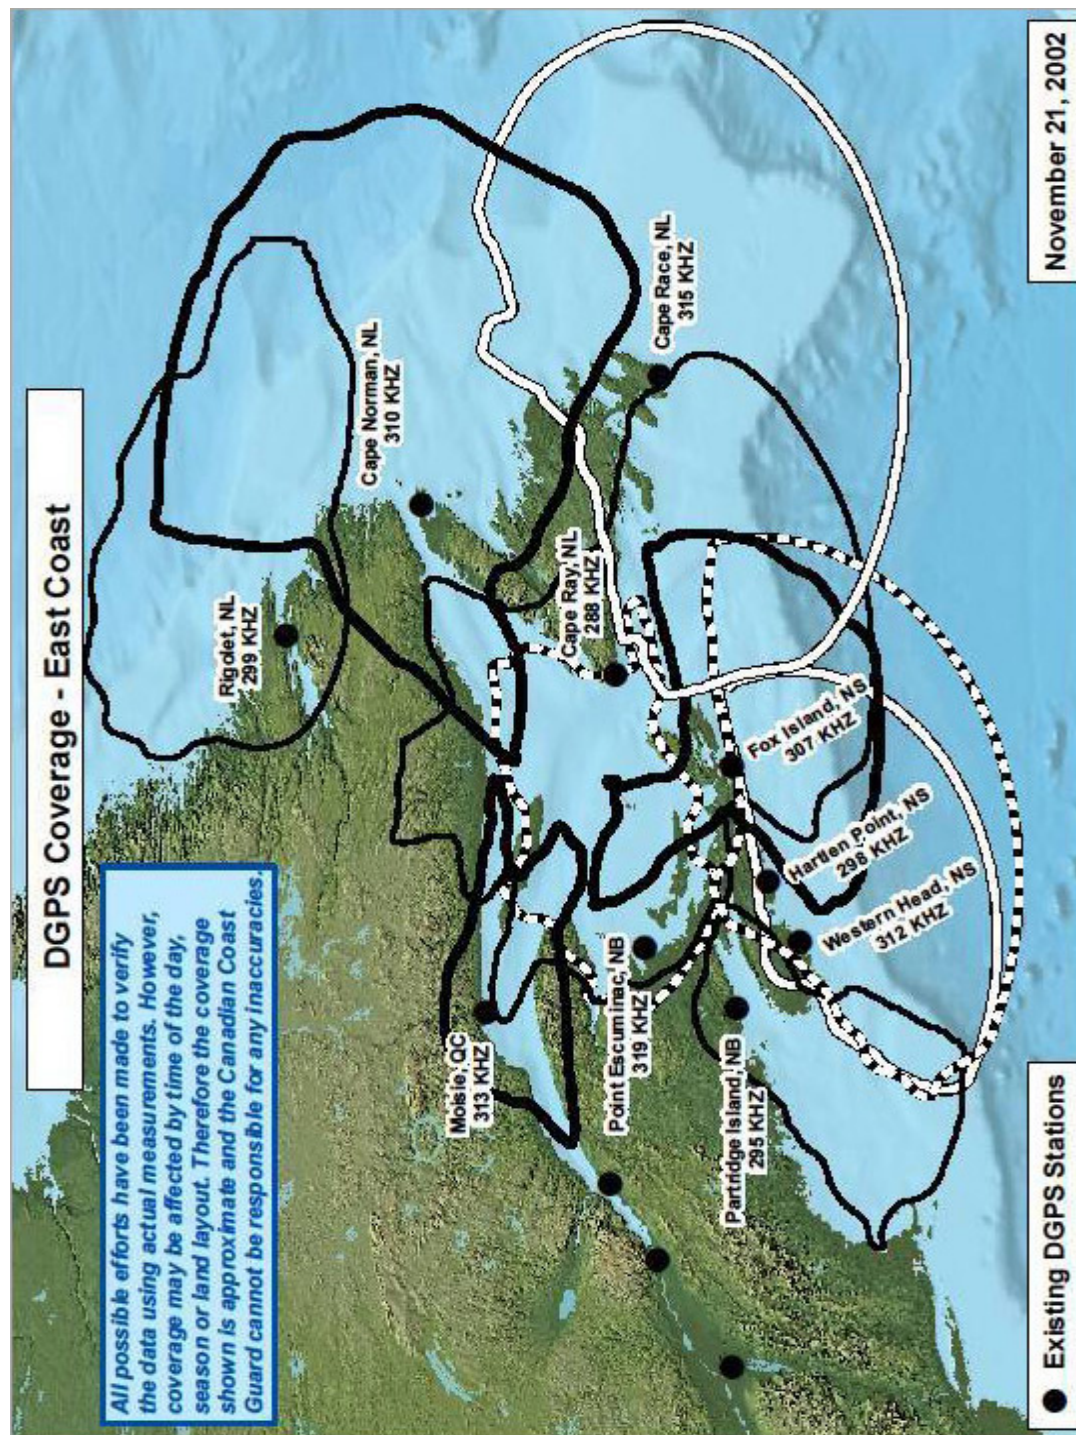 DGPS Coverage - East Coast
All possible efforts have been made to verify
the data using actual measurements. However,
coverage may be affected by time of the day,
season or land layout. Therefore the coverage
shown is approximate and the Canadian Coast
Guard cannot be responsible for any inaccuracies.
Rigolet, NL
299 KHZ
Cape Norman, NL
310 KHZ
Moisie, QC
313 KHZ
Cape Ray, NL
288 KHZ
Cape Race, NL
315 KHZ
Point Escuminac, NB
319 KHZ
Partridge Island, NB
295 KHZ
Fox Island, NS
307 KHZ
Hartlen Point, NS
298 KHZ
Western Head, NS
312 KHZ
Existing DGPS Stations
November 21, 2002